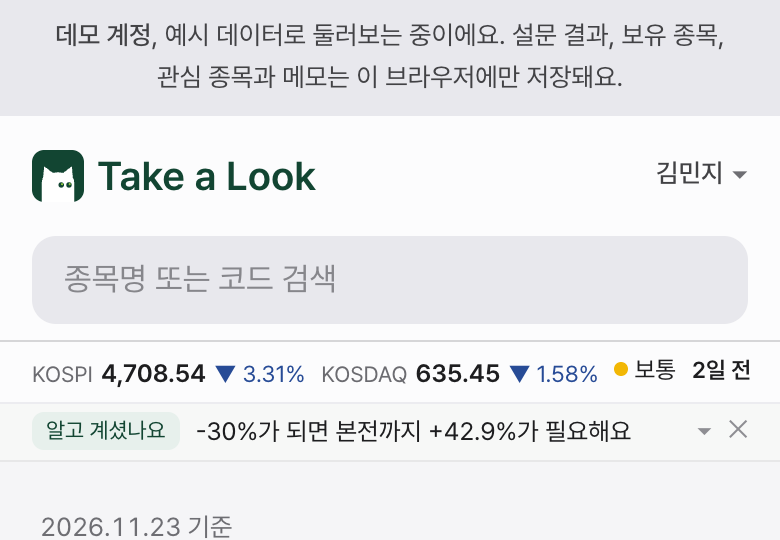 데모 계정, 예시 데이터로 둘러보는 중이에요. 설문 결과, 보유 종목,
관심 종목과 메모는 이 브라우저에만 저장돼요.
Take a Look
김민지
종목명 또는 코드 검색
KOSPI 4,708.54 ▼ 3.31% KOSDAQ 635.45 ▼ 1.58% 보통 2일 전
알고 계셨나요 -30%가 되면 본전까지 +42.9%가 필요해요
2026.11.23 기준